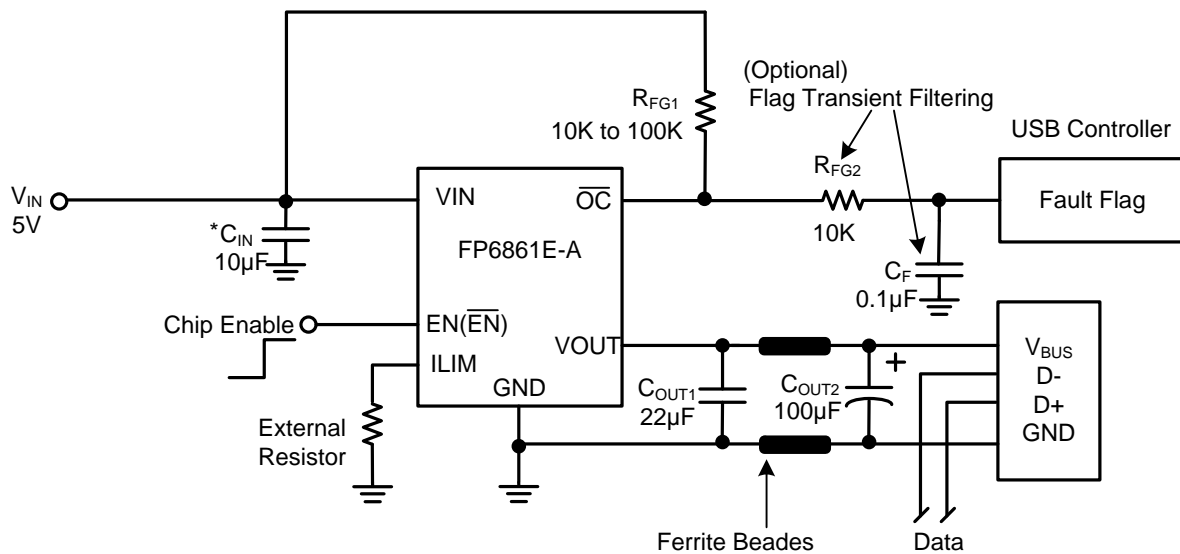 (Optional)
Flag Transient Filtering
RFG1
10K to 100K
USB Controller
RFG2
VIN
5V
VIN
OC
Fault Flag
*CIN
10µF
FP6861E-A
10K
CF
0.1µF
Chip Enable
EN(EN)
VOUT
ILIM
GND
COUT1
22µF
COUT2
100µF
+
VBUS
D-
D+
GND
External
Resistor
Ferrite Beades
Data